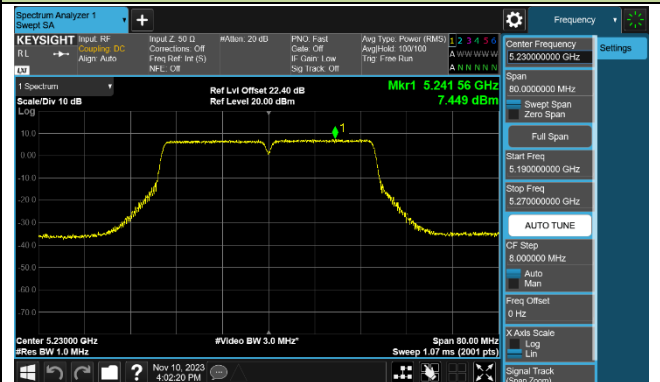 Spectrum Analyzer 1
Swept SA
+
Frequency
KEYSIGHT
RL
LXI
Input: RF
Coupling: DC
Align: Auto
Input Z: 50 Ω
Corrections: Off
Freq Ref: Int (S)
NFE: Off
#Atten: 20 dB
PNO: Fast
Gate: Off
IF Gain: Low
Sig Track: Off
Avg Type: Power (RMS)
Avg|Hold: 100/100
Trig: Free Run
1 2 3 4 5 6
A W W W W W
A N N N N N
1 Spectrum
Scale/Div 10 dB
Log
Ref Lvl Offset 22.40 dB
Ref Level 20.00 dBm
Mkr1 5.241 56 GHz
7.449 dBm
1
10.0
0.00
-10.0
-20.0
-30.0
-40.0
-50.0
-60.0
-70.0
Center 5.23000 GHz
#Res BW 1.0 MHz
#Video BW 3.0 MHz*
Span 80.00 MHz
Sweep 1.07 ms (2001 pts)
Nov 10, 2023
4:02:20 PM
?
Settings
Center Frequency
5.230000000 GHz
Span
80.0000000 MHz
Swept Span
Zero Span
Full Span
Start Freq
5.190000000 GHz
Stop Freq
5.270000000 GHz
AUTO TUNE
CF Step
8.000000 MHz
Auto
Man
Freq Offset
0 Hz
X Axis Scale
Log
Lin
Signal Track
(Span Zoom)